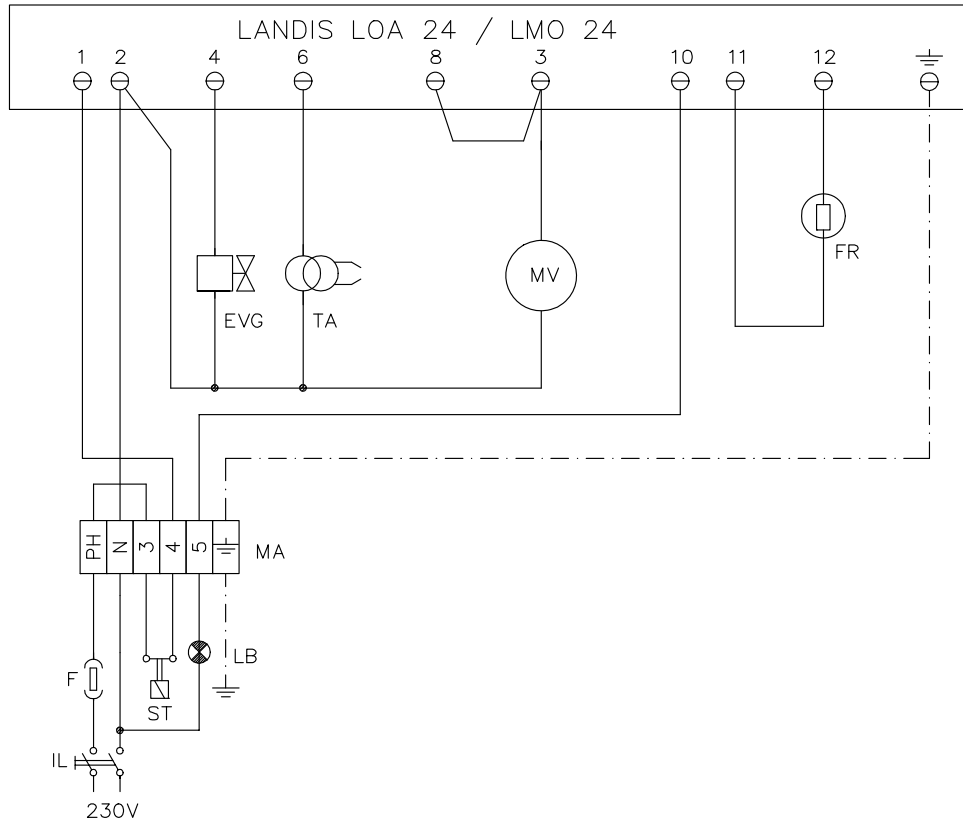 LANDIS LOA 24 / LMO 24
1 2 4 6 8 3 10 11 12
FR
MV
EVG TA
PH N 3 4 5 MA
LB
F
ST
IL
230V